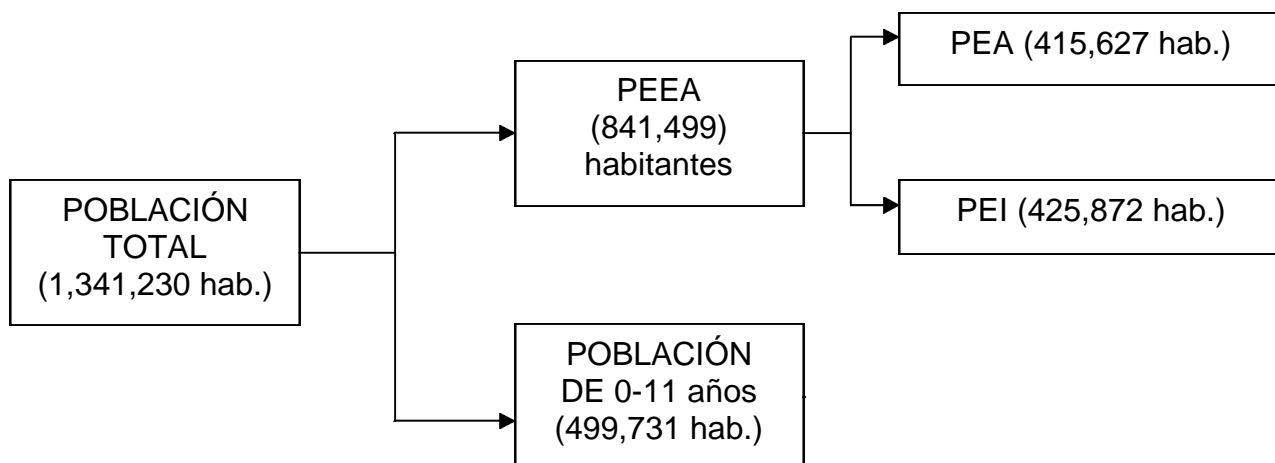 POBLACIÓN
TOTAL
(1,341,230 hab.)
PEEA
(841,499)
habitantes
POBLACIÓN
DE 0-11 años
(499,731 hab.)
PEA (415,627 hab.)
PEI (425,872 hab.)